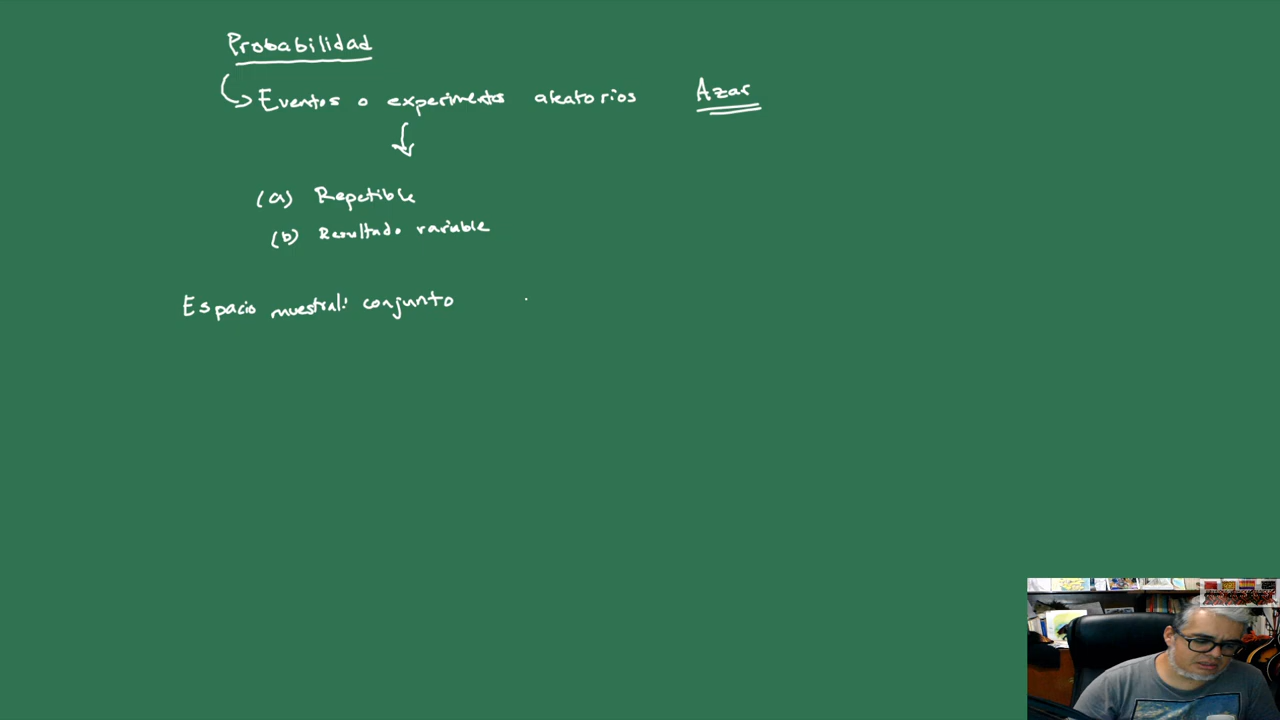 Probabilidad
Eventos o experimentos aleatorios Azar
(a) Repetible
(b) Resultado variable
Espacio muestral: conjunto